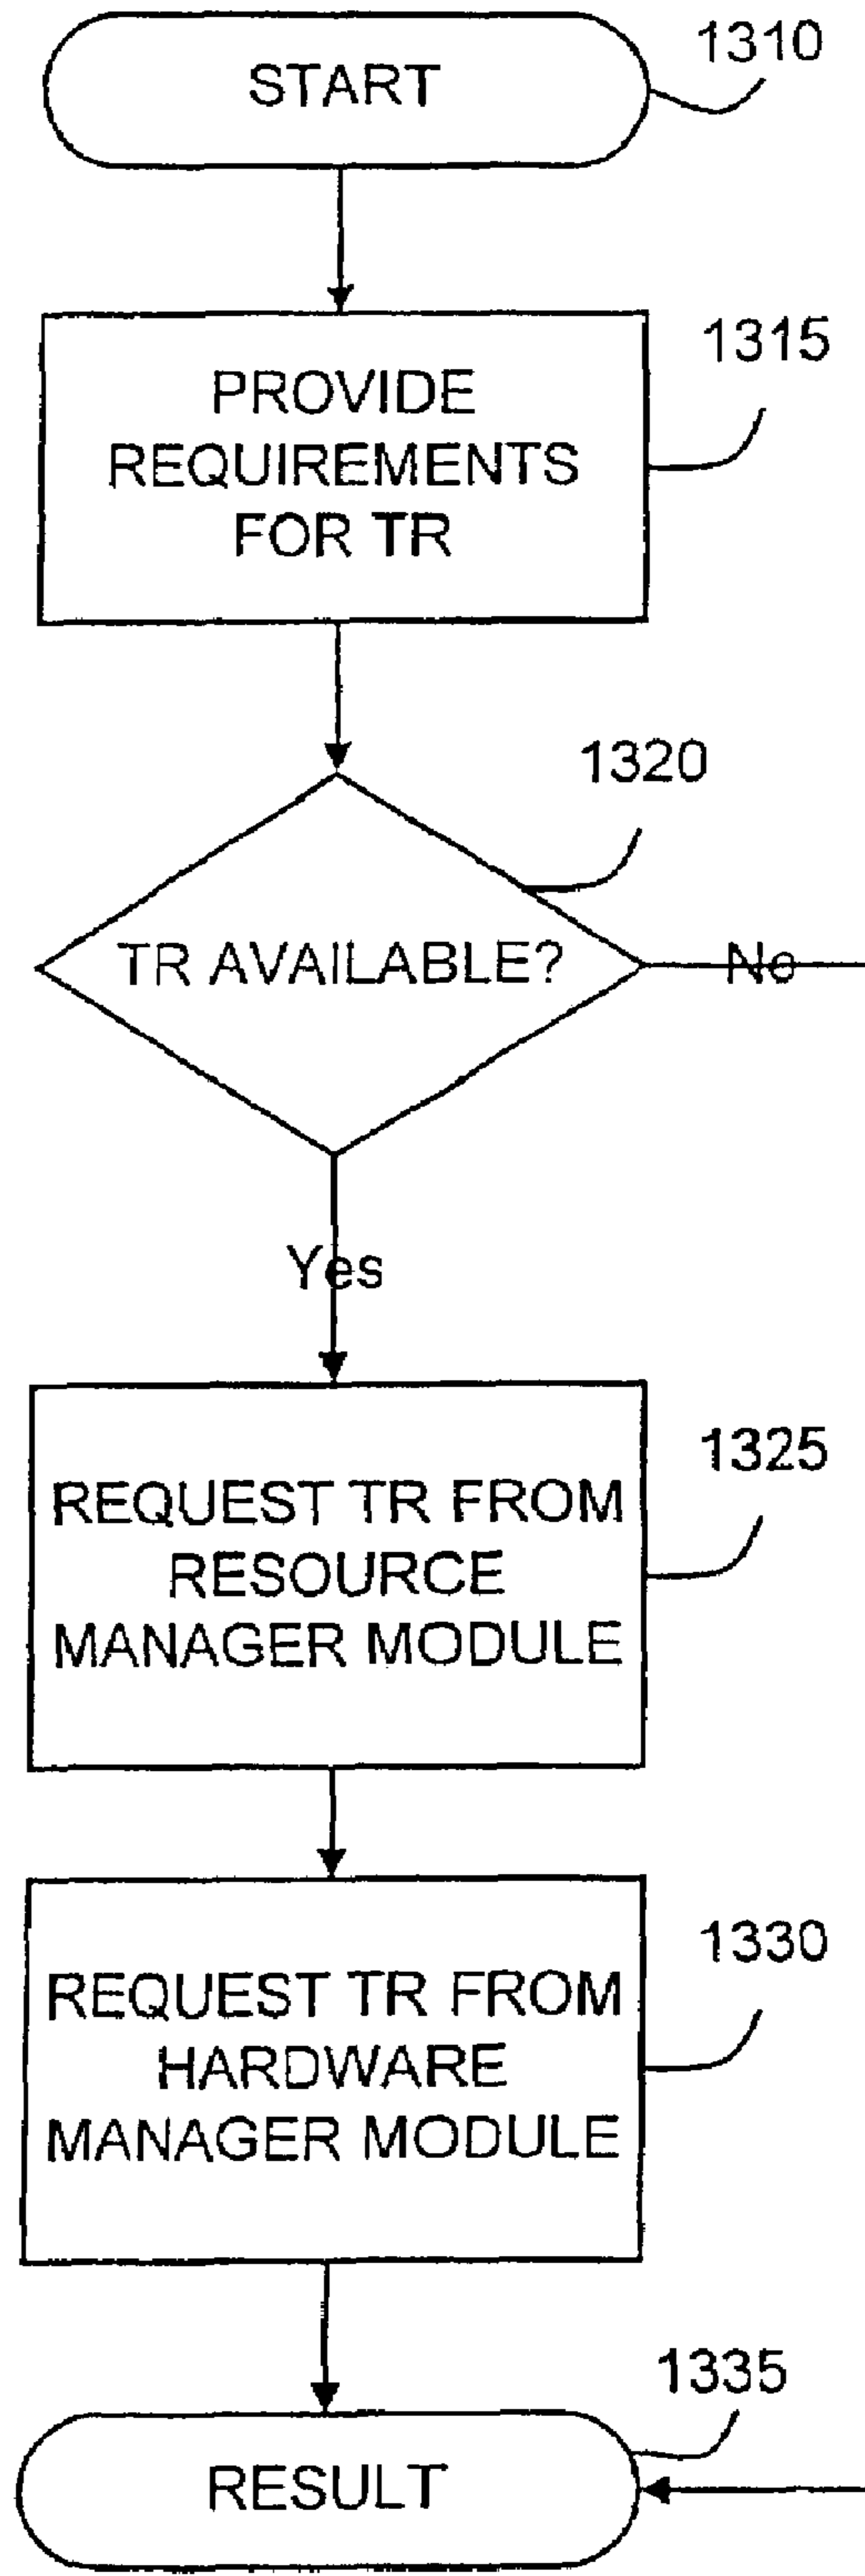 START
1310
PROVIDE
REQUIREMENTS
FOR TR
1315
1320
TR AVAILABLE?
No
Yes
REQUEST TR FROM
RESOURCE
MANAGER MODULE
1325
REQUEST TR FROM
HARDWARE
MANAGER MODULE
1330
1335
RESULT